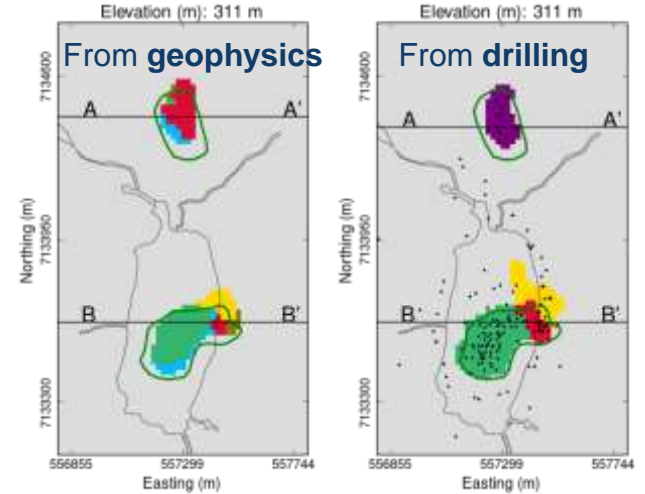 Elevation (m): 311 m
From geophysics
A A'
B B'
Northing (m)
7134600
7133950
7133300
556855 557299 557744
Easting (m)
Elevation (m): 311 m
From drilling
A A'
B B'
Northing (m)
7134600
7133950
7133300
556855 557299 557744
Easting (m)